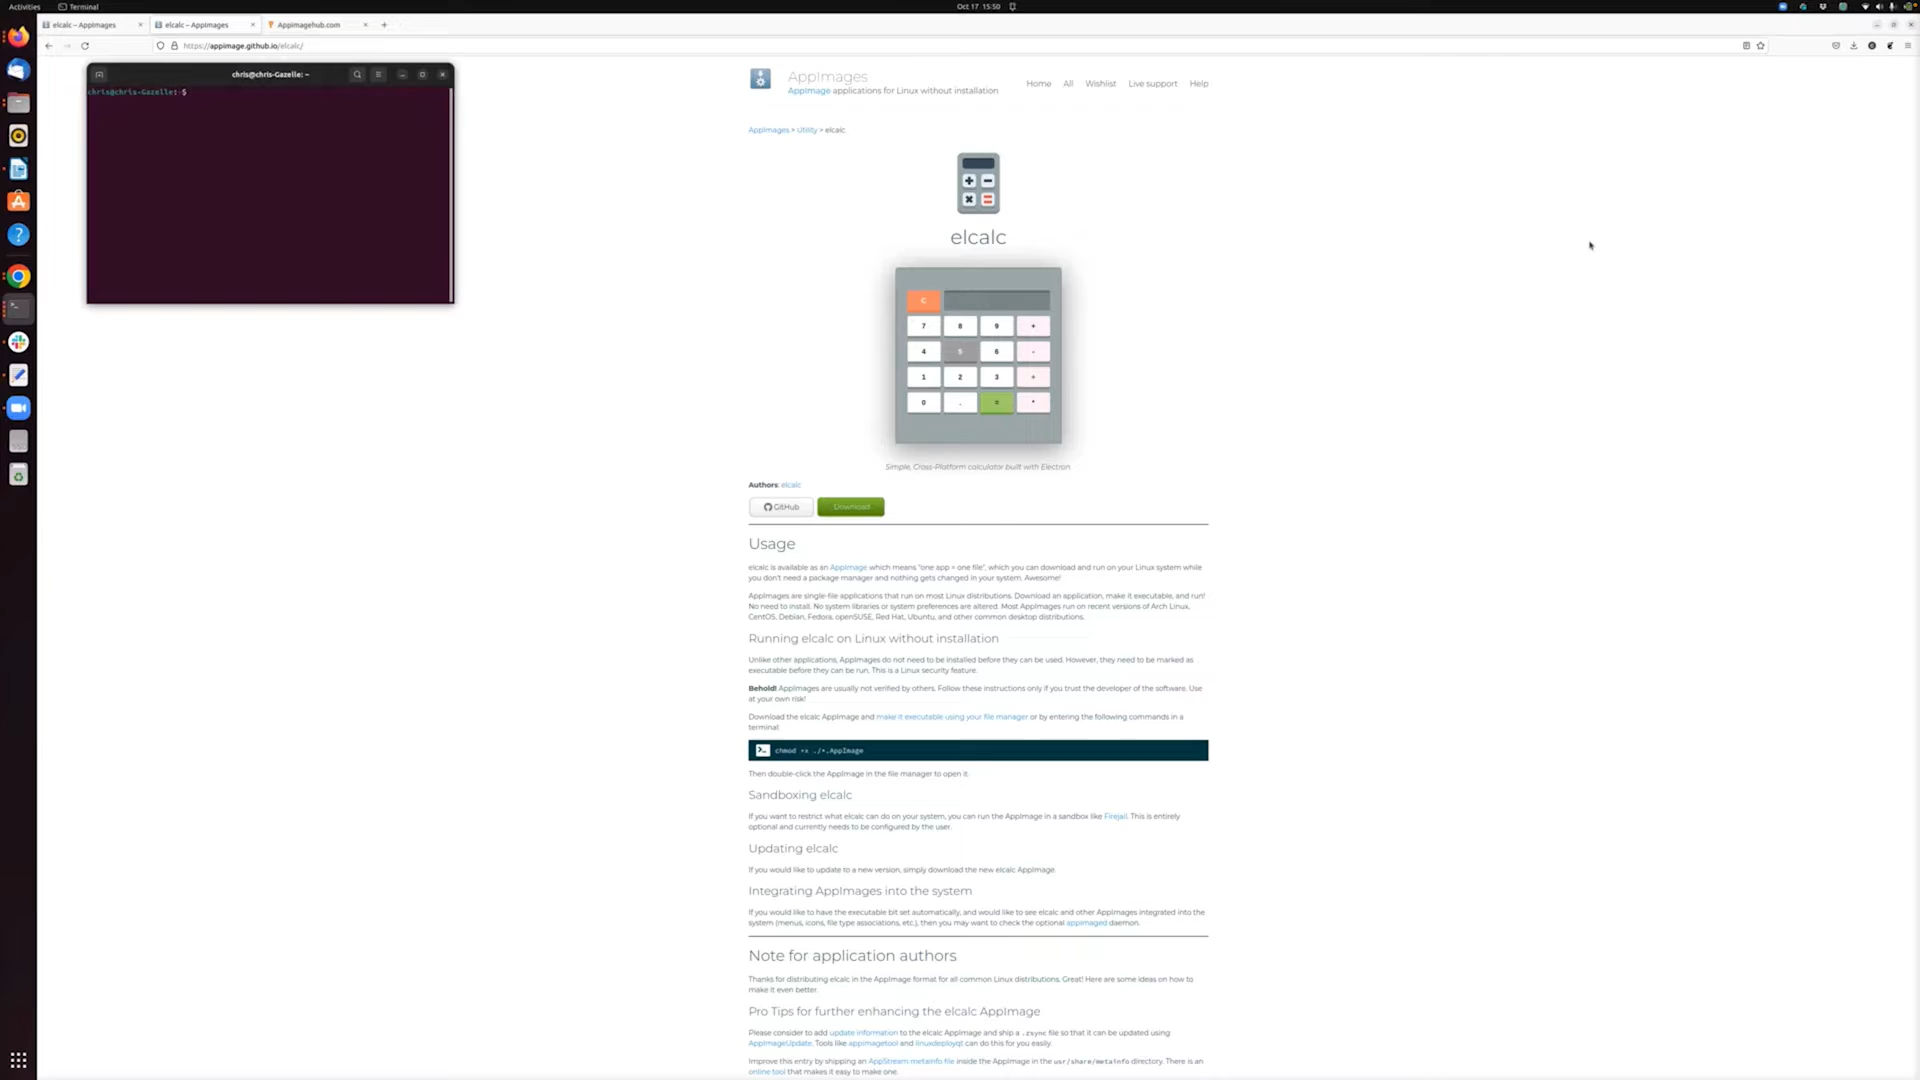 Activities
Terminal
Oct 17 15:50
elcalc – AppImages
elcalc – AppImages
AppImagehub.com
https://appimage.github.io/elcalc/
chris@chris-Gazelle: ~
chris@chris-Gazelle:~$
AppImages
AppImage applications for Linux without installation
Home
All
Wishlist
Live support
Help
AppImages > Utility > elcalc
elcalc
C
7 8 9 +
4 5 6 -
1 2 3 ÷
0 . = *
Simple, Cross-Platform calculator built with Electron
Authors: elcalc
GitHub
Download
Usage
elcalc is available as an AppImage which means "one app = one file", which you can download and run on your Linux system while
you don't need a package manager and nothing gets changed in your system. Awesome!
AppImages are single-file applications that run on most Linux distributions. Download an application, make it executable, and run!
No need to install. No system libraries or system preferences are altered. Most AppImages run on recent versions of Arch Linux,
CentOS, Debian, Fedora, openSUSE, Red Hat, Ubuntu, and other common desktop distributions.
Running elcalc on Linux without installation
Unlike other applications, AppImages do not need to be installed before they can be used. However, they need to be marked as
executable before they can be run. This is a Linux security feature.
Behold! AppImages are usually not verified by others. Follow these instructions only if you trust the developer of the software. Use
at your own risk!
Download the elcalc AppImage and make it executable using your file manager or by entering the following commands in a
terminal:
chmod +x ./*.AppImage
Then double-click the AppImage in the file manager to open it.
Sandboxing elcalc
If you want to restrict what elcalc can do on your system, you can run the AppImage in a sandbox like Firejail. This is entirely
optional and currently needs to be configured by the user.
Updating elcalc
If you would like to update to a new version, simply download the new elcalc AppImage.
Integrating AppImages into the system
If you would like to have the executable bit set automatically, and would like to see elcalc and other AppImages integrated into the
system (menus, icons, file type associations, etc.), then you may want to check the optional appimaged daemon.
Note for application authors
Thanks for distributing elcalc in the AppImage format for all common Linux distributions. Great! Here are some ideas on how to
make it even better.
Pro Tips for further enhancing the elcalc AppImage
Please consider to add update information to the elcalc AppImage and ship a .zsync file so that it can be updated using
AppImageUpdate. Tools like appimagetool and linuxdeployqt can do this for you easily.
Improve this entry by shipping an AppStream metainfo file inside the AppImage in the usr/share/metainfo directory. There is an
online tool that makes it easy to make one.